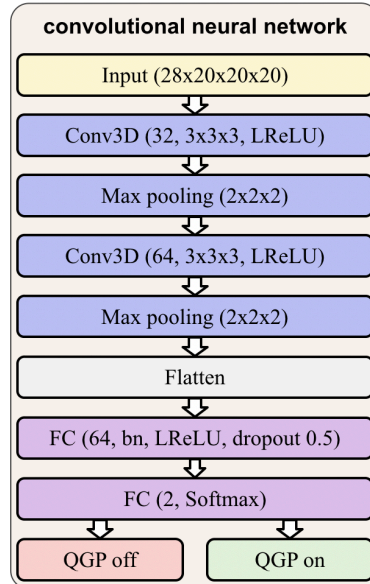 convolutional neural network
Input (28x20x20x20)
Conv3D (32, 3x3x3, LReLU)
Max pooling (2x2x2)
Conv3D (64, 3x3x3, LReLU)
Max pooling (2x2x2)
Flatten
FC (64, bn, LReLU, dropout 0.5)
FC (2, Softmax)
QGP off
QGP on